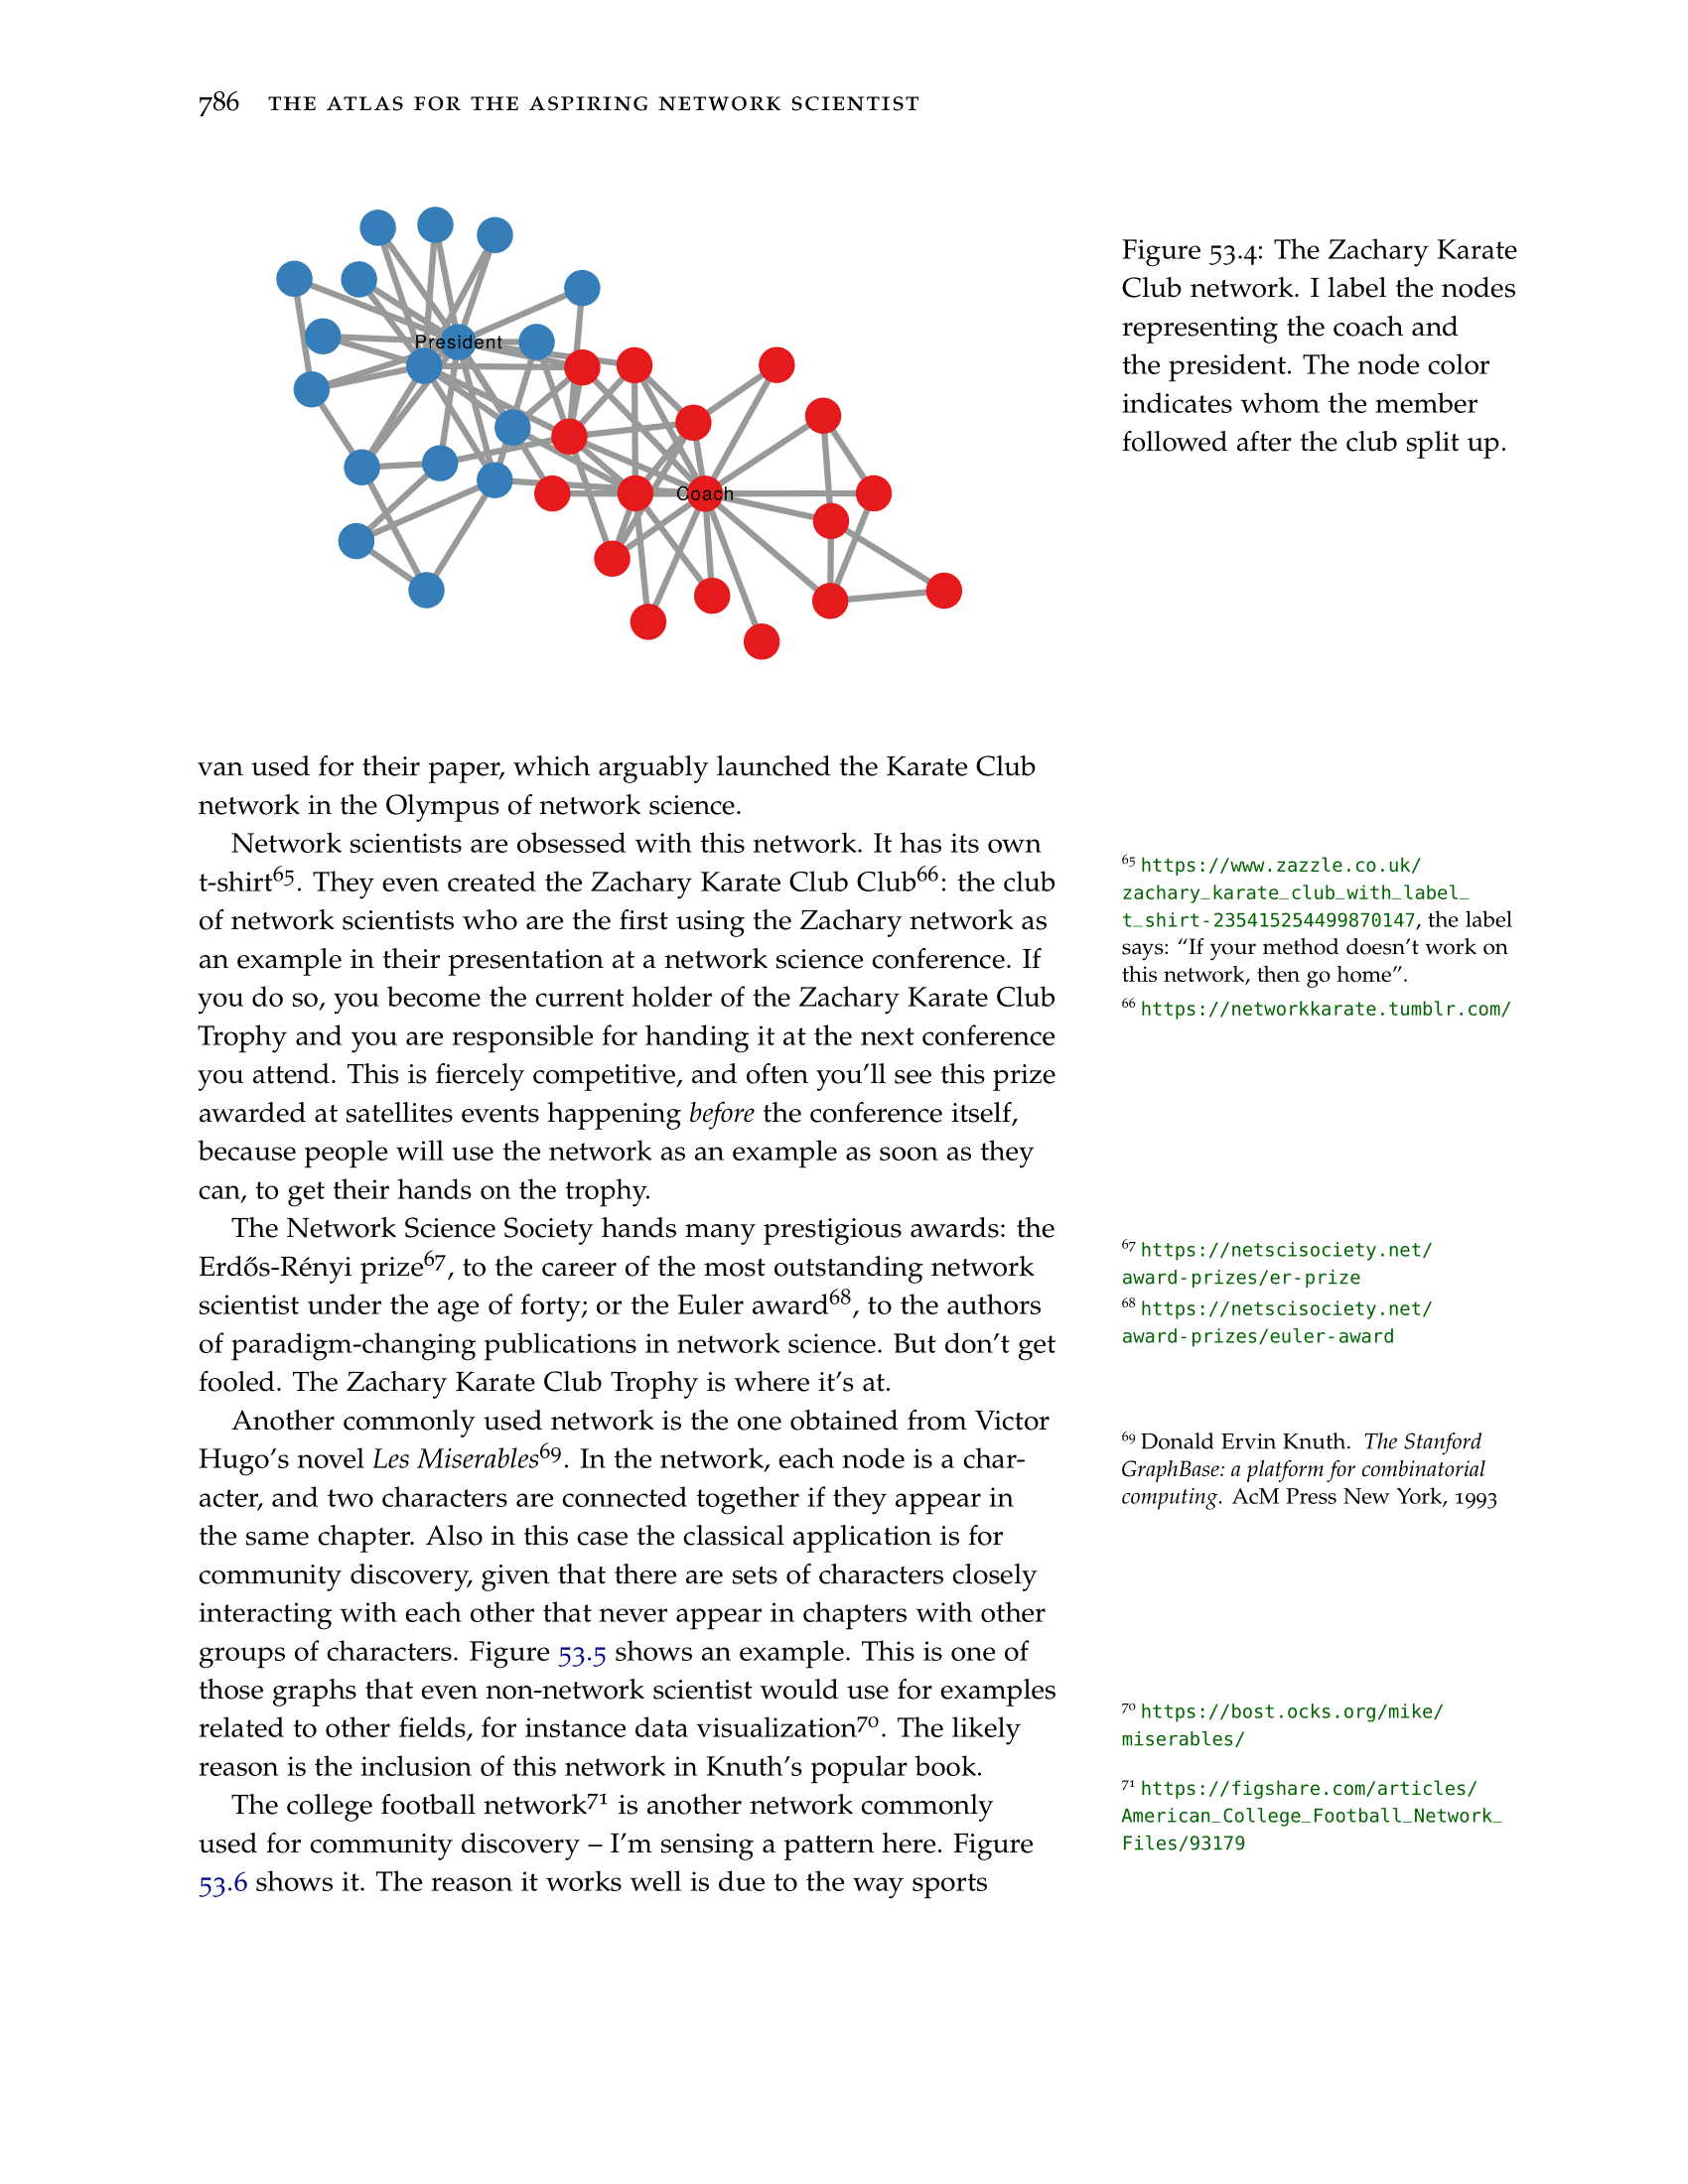 786 THE ATLAS FOR THE ASPIRING NETWORK SCIENTIST
President
Coach
Figure 53.4: The Zachary Karate
Club network. I label the nodes
representing the coach and
the president. The node color
indicates whom the member
followed after the club split up.
van used for their paper, which arguably launched the Karate Club
network in the Olympus of network science.
Network scientists are obsessed with this network. It has its own
t-shirt65. They even created the Zachary Karate Club Club66: the club
of network scientists who are the first using the Zachary network as
an example in their presentation at a network science conference. If
you do so, you become the current holder of the Zachary Karate Club
Trophy and you are responsible for handing it at the next conference
you attend. This is fiercely competitive, and often you'll see this prize
awarded at satellites events happening before the conference itself,
because people will use the network as an example as soon as they
can, to get their hands on the trophy.
The Network Science Society hands many prestigious awards: the
Erdős-Rényi prize67, to the career of the most outstanding network
scientist under the age of forty; or the Euler award68, to the authors
of paradigm-changing publications in network science. But don't get
fooled. The Zachary Karate Club Trophy is where it's at.
Another commonly used network is the one obtained from Victor
Hugo's novel Les Miserables69. In the network, each node is a char-
acter, and two characters are connected together if they appear in
the same chapter. Also in this case the classical application is for
community discovery, given that there are sets of characters closely
interacting with each other that never appear in chapters with other
groups of characters. Figure 53.5 shows an example. This is one of
those graphs that even non-network scientist would use for examples
related to other fields, for instance data visualization70. The likely
reason is the inclusion of this network in Knuth's popular book.
The college football network71 is another network commonly
used for community discovery – I'm sensing a pattern here. Figure
53.6 shows it. The reason it works well is due to the way sports
65 https://www.zazzle.co.uk/
zachary_karate_club_with_label_
t_shirt-235415254499870147, the label
says: "If your method doesn't work on
this network, then go home".
66 https://networkkarate.tumblr.com/
67 https://netscisociety.net/
award-prizes/er-prize
68 https://netscisociety.net/
award-prizes/euler-award
69 Donald Ervin Knuth. The Stanford
GraphBase: a platform for combinatorial
computing. AcM Press New York, 1993
70 https://bost.ocks.org/mike/
miserables/
71 https://figshare.com/articles/
American_College_Football_Network_
Files/93179